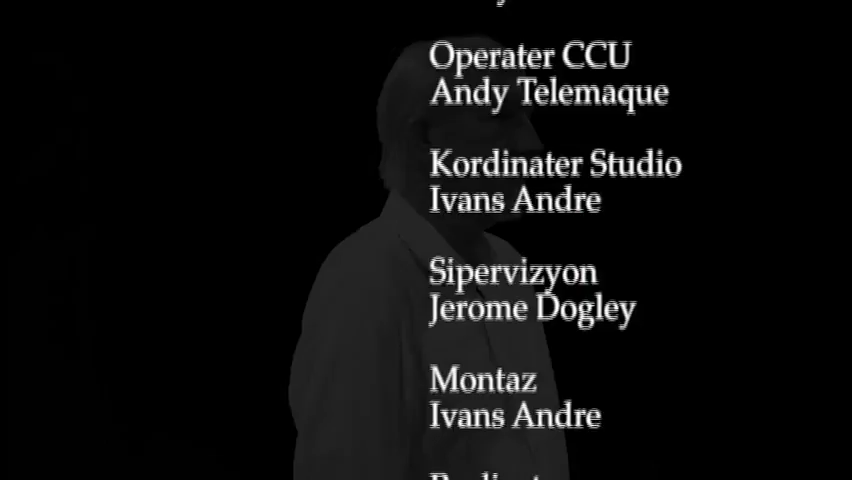 Operater CCU
Andy Telemaque
Kordinater Studio
Ivans Andre
Sipervizyon
Jerome Dogley
Montaz
Ivans Andre